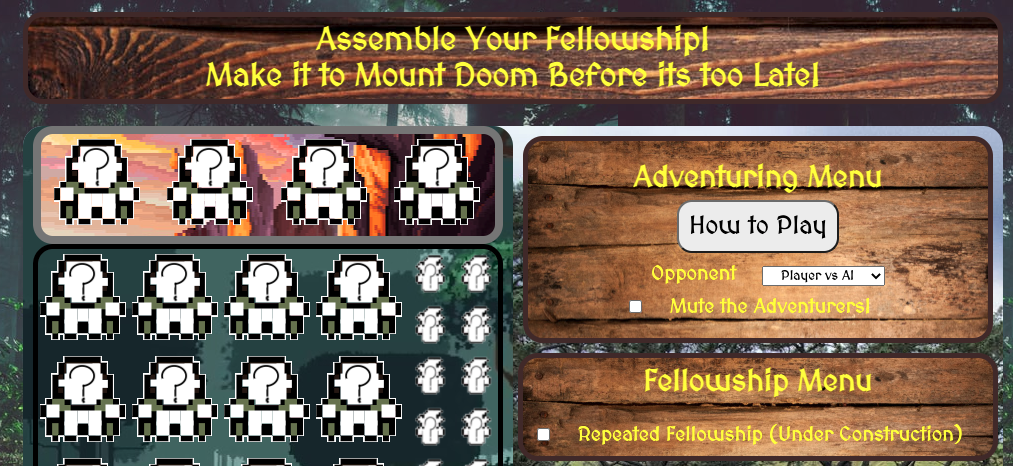 Assemble Your Fellowship!
Make it to Mount Doom Before its too Late!
Adventuring Menu
How to Play
Opponent Player vs AI
Mute the Adventurers!
Fellowship Menu
Repeated Fellowship (Under Construction)